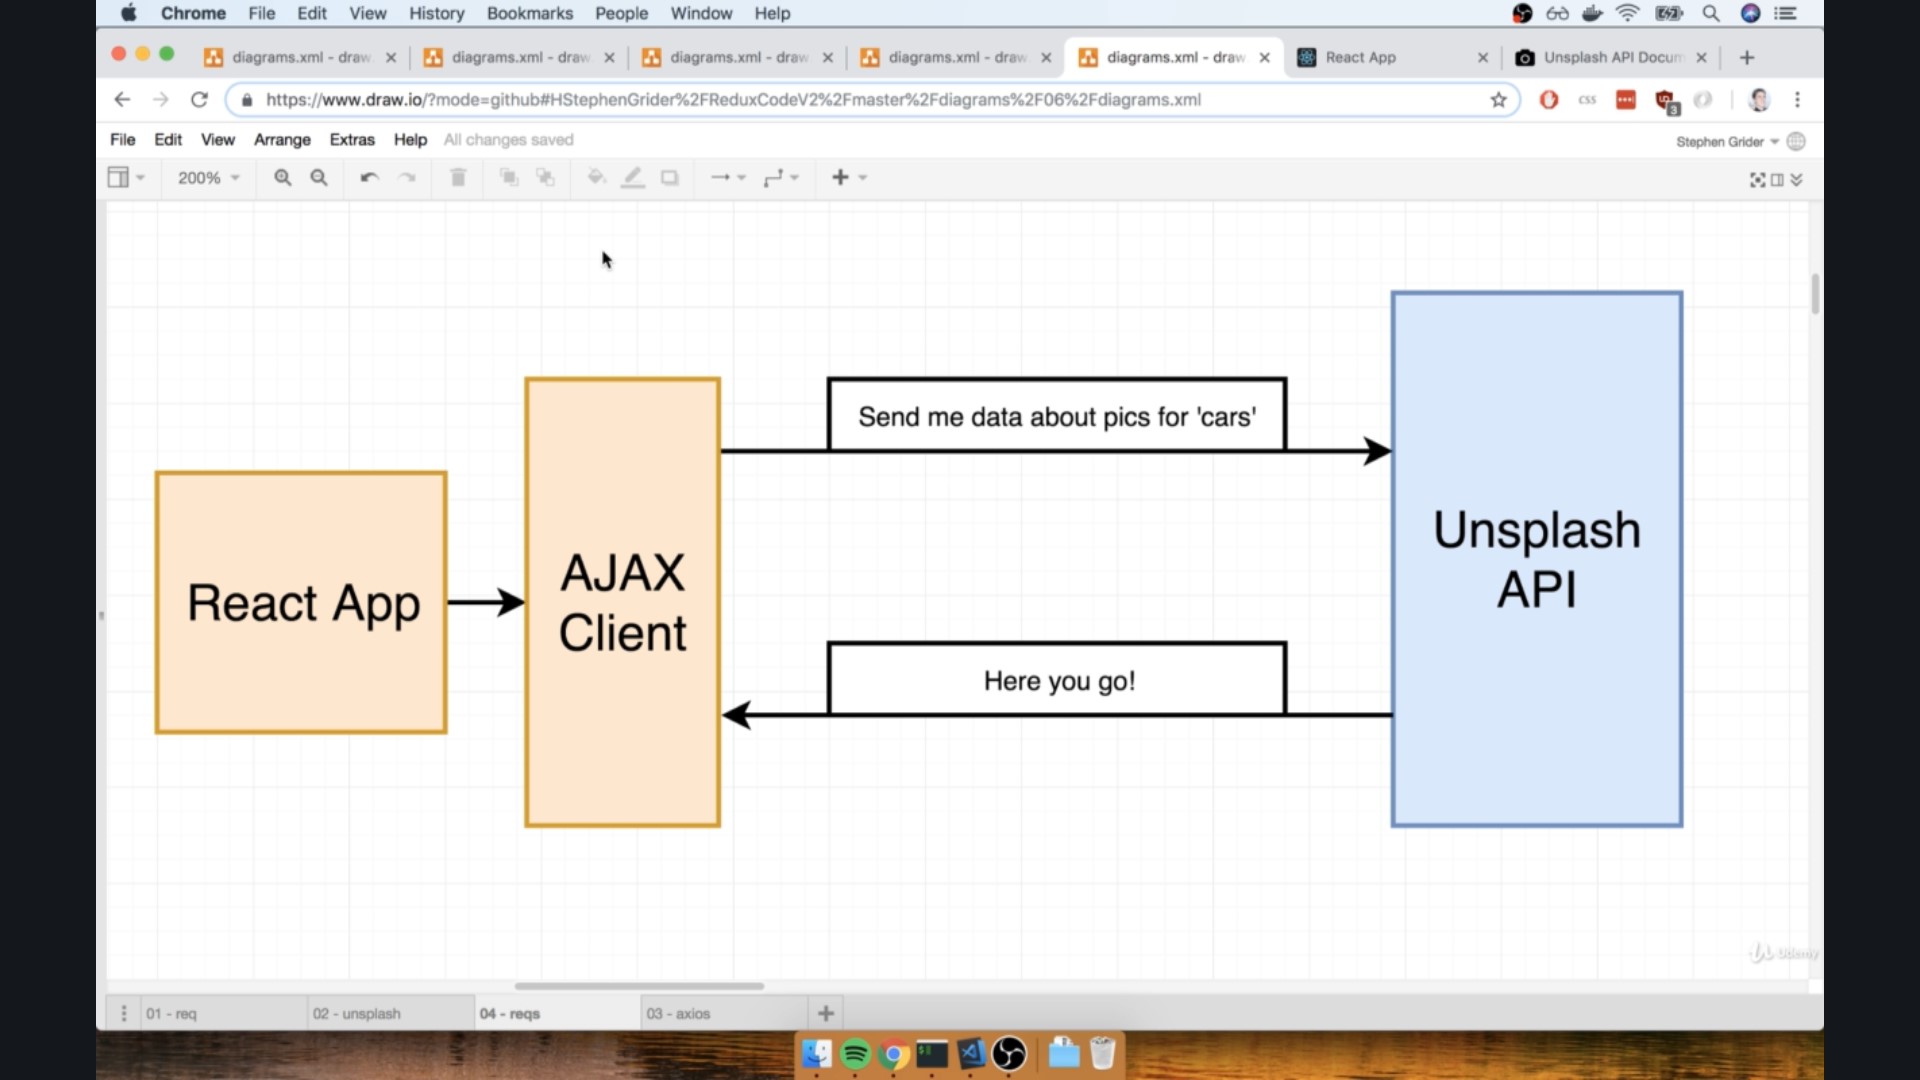 Chrome File Edit View History Bookmarks People Window Help
diagrams.xml - draw diagrams.xml - draw diagrams.xml - draw diagrams.xml - draw diagrams.xml - draw React App Unsplash API Docum
https://www.draw.io/?mode=github#HStephenGrider%2FReduxCodeV2%2Fmaster%2Fdiagrams%2F06%2Fdiagrams.xml
css
3
File Edit View Arrange Extras Help All changes saved
Stephen Grider
200%
Send me data about pics for 'cars'
React App
AJAX
Client
Unsplash
API
Here you go!
Udemy
01 - req 02 - unsplash 04 - reqs 03 - axios